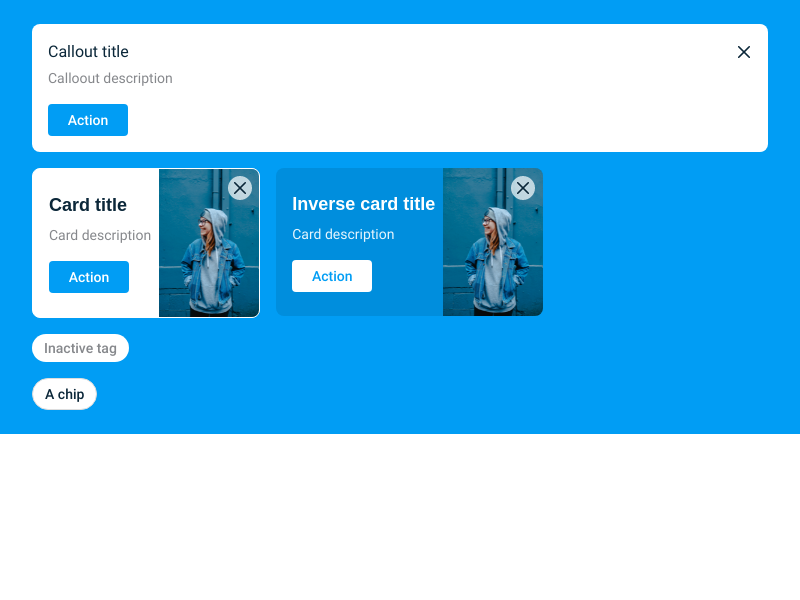 Callout title
Calloout description
Action
Card title
Card description
Action
Inverse card title
Card description
Action
Inactive tag
A chip